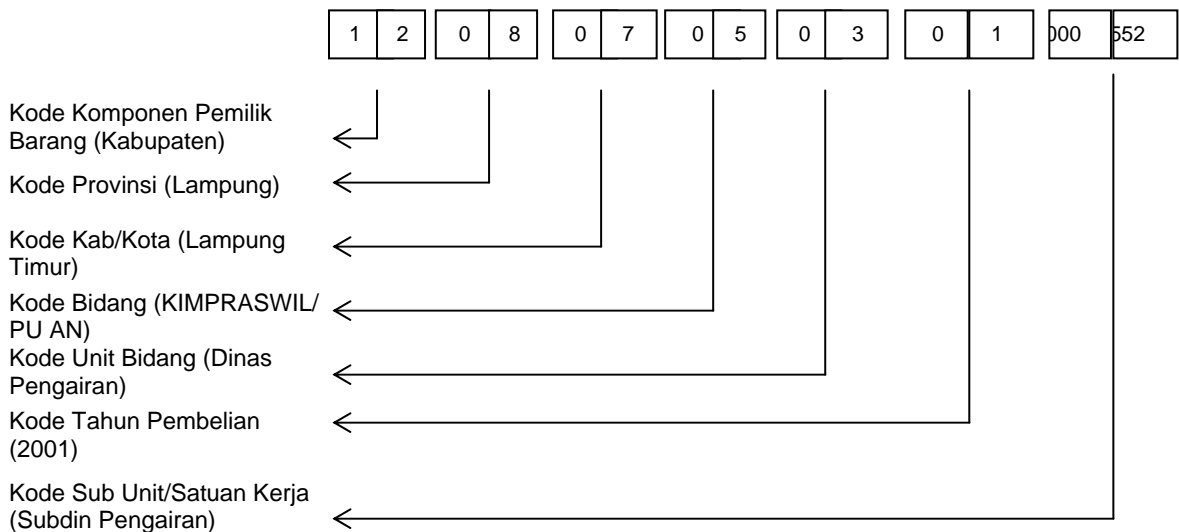 1 2 0 8 0 7 0 5 0 3 0 1 000 552
Kode Komponen Pemilik
Barang (Kabupaten)
Kode Provinsi (Lampung)
Kode Kab/Kota (Lampung
Timur)
Kode Bidang (KIMPRASWIL/
PU AN)
Kode Unit Bidang (Dinas
Pengairan)
Kode Tahun Pembelian
(2001)
Kode Sub Unit/Satuan Kerja
(Subdin Pengairan)